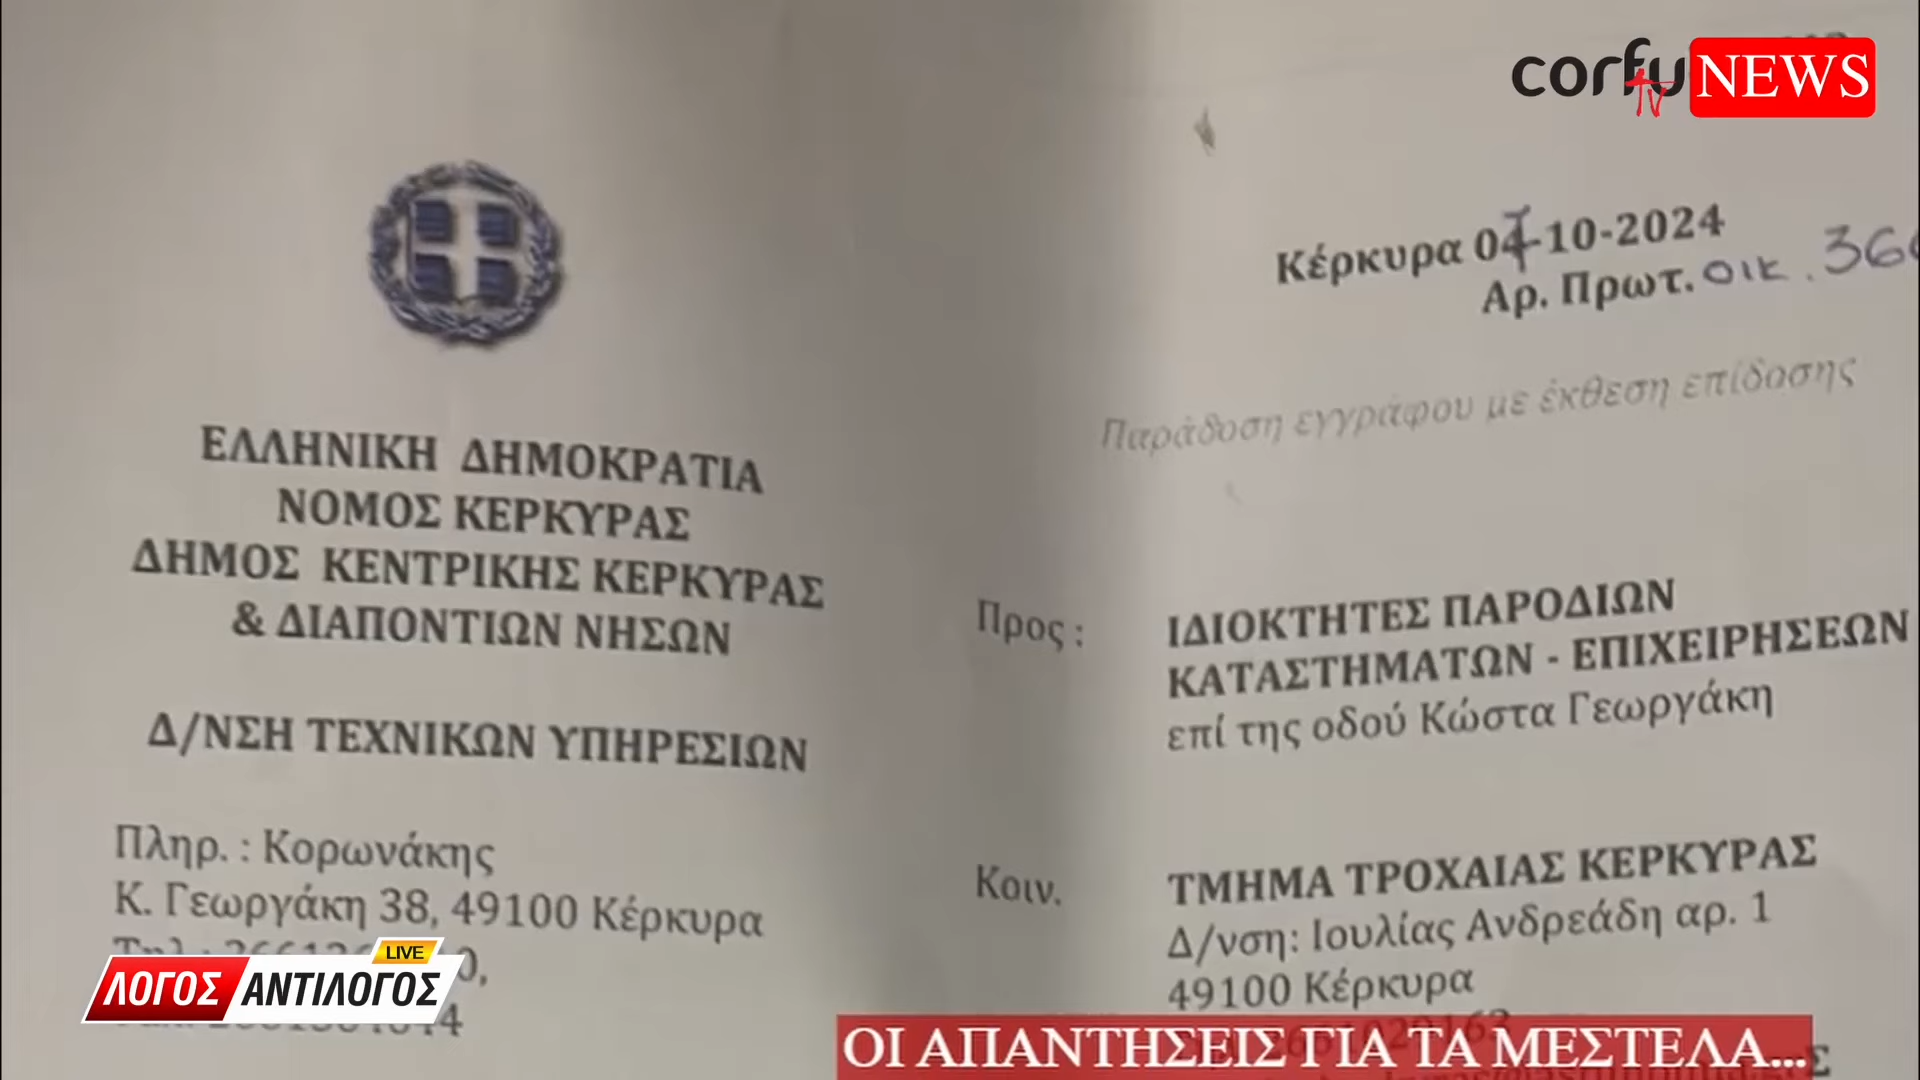 corfu NEWS
TV
Κέρκυρα 07-10-2024
Αρ. Πρωτ. οικ.
Παράδοση εγγράφου με έκθεση επίδοσης
ΕΛΛΗΝΙΚΗ ΔΗΜΟΚΡΑΤΙΑ
ΝΟΜΟΣ ΚΕΡΚΥΡΑΣ
ΔΗΜΟΣ ΚΕΝΤΡΙΚΗΣ ΚΕΡΚΥΡΑΣ
& ΔΙΑΠΟΝΤΙΩΝ ΝΗΣΩΝ
Δ/ΝΣΗ ΤΕΧΝΙΚΩΝ ΥΠΗΡΕΣΙΩΝ
Πληρ. : Κορωνάκης
Κ. Γεωργάκη 38, 49100 Κέρκυρα
Προς :
ΙΔΙΟΚΤΗΤΕΣ ΠΑΡΟΔΙΩΝ
ΚΑΤΑΣΤΗΜΑΤΩΝ - ΕΠΙΧΕΙΡΗΣΕΩΝ
επί της οδού Κώστα Γεωργάκη
Κοιν.
ΤΜΗΜΑ ΤΡΟΧΑΙΑΣ ΚΕΡΚΥΡΑΣ
Δ/νση: Ιουλίας Ανδρεάδη αρ. 1
49100 Κέρκυρα
LIVE
ΛΟΓΟΣ ΑΝΤΙΛΟΓΟΣ
ΟΙ ΑΠΑΝΤΗΣΕΙΣ ΓΙΑ ΤΑ ΜΕΣΤΕΛΑ...